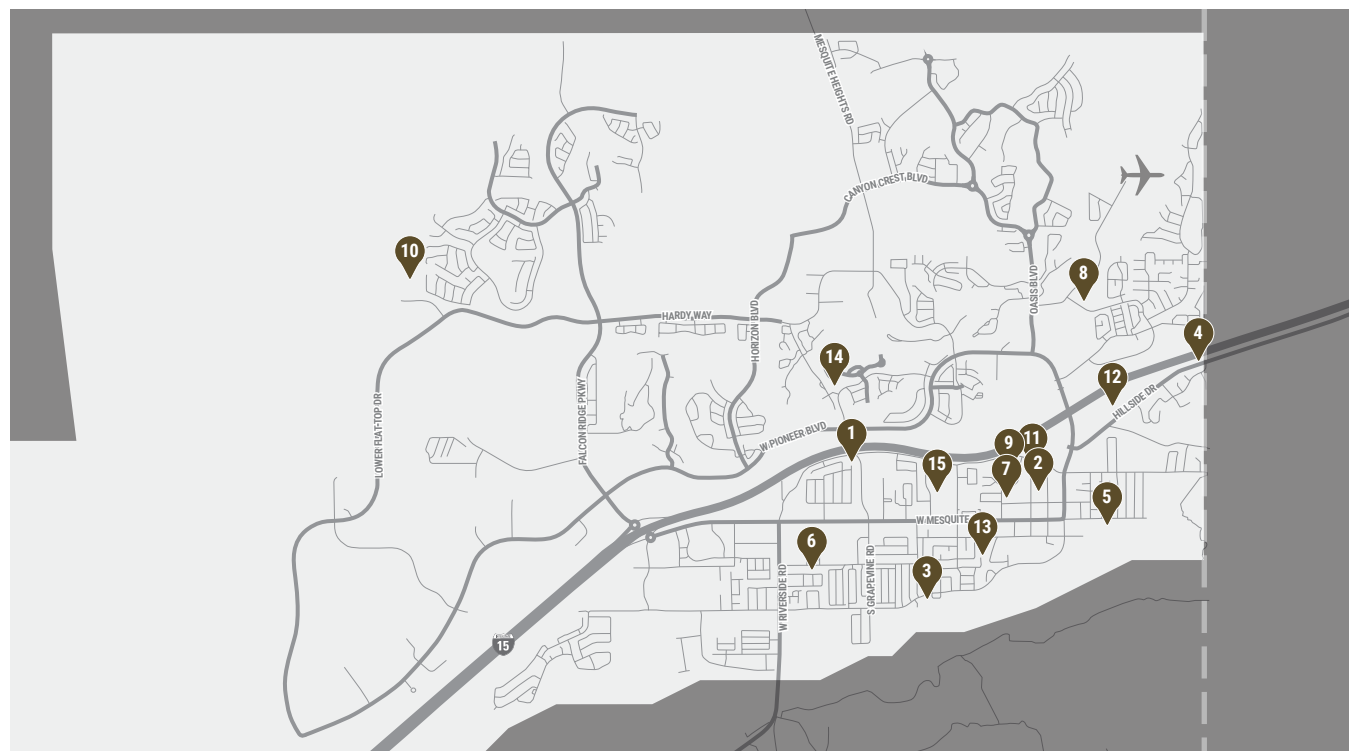 MESQUITE HEIGHTS RD
CANYON CREST BLVD
10
OASIS BLVD
8
HARDY WAY
HORIZON BLVD
4
14
12
HILLSIDE DR
LOWER FLAT-TOP DR
FALCON RIDGE PKWY
W PIONEER BLVD
1
9
11
15
7
2
5
W MESQUITE
13
6
3
W RIVERSIDE RD
S GRAPEVINE RD
15